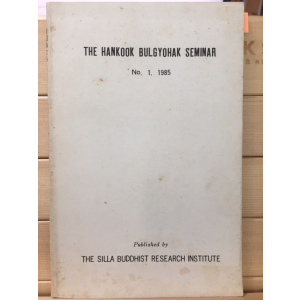 THE HANKOOK BULGYOHAK SEMINAR
No, 1. 1985
Published by
THE SILLA BUDDHIST RESEARCH INSTITUTE